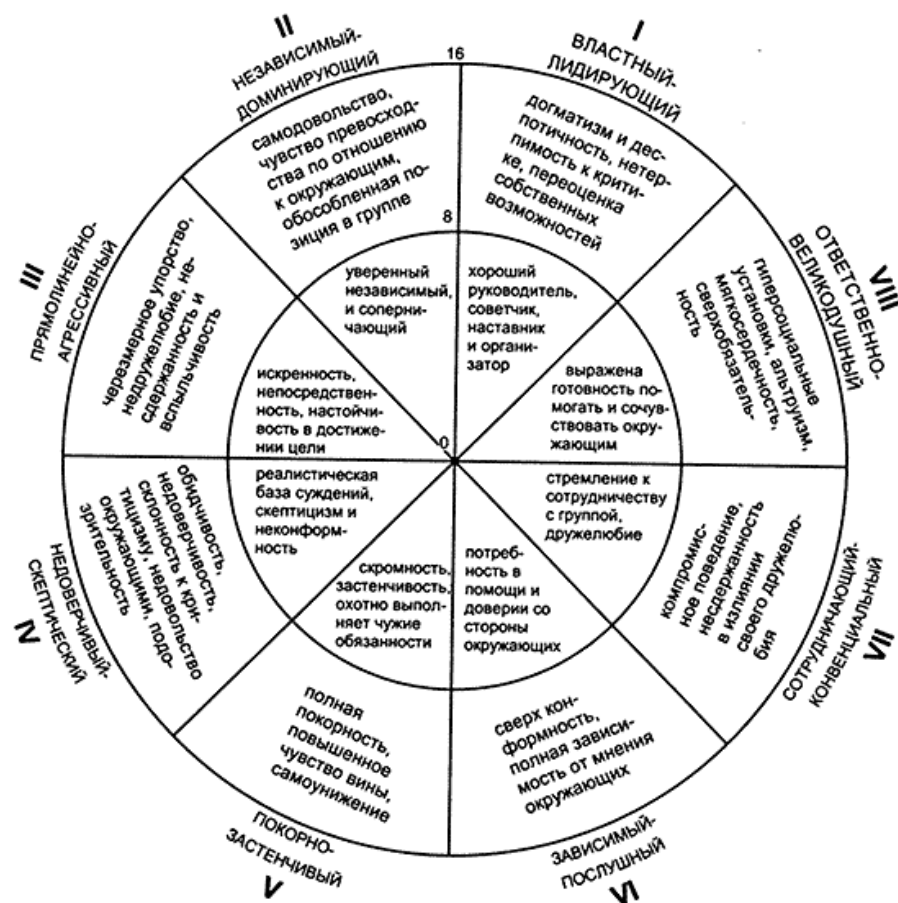 I
ВЛАСТНЫЙ-
ЛИДИРУЮЩИЙ
догматизм и дес-
потичность, нетер-
пимость к крити-
ке, переоценка
собственных
возможностей
хороший
руководитель,
советчик,
наставник
и органи-
затор
II
НЕЗАВИСИМЫЙ-
ДОМИНИРУЮЩИЙ
самодовольство,
чувство превосход-
ства по отношению
к окружающим,
обособленная по-
зиция в группе
уверенный
независимый,
и соперни-
чающий
16
8
0
III
ПРЯМОЛИНЕЙНО-
АГРЕССИВНЫЙ
черезмерное упорство,
недружелюбие, не-
сдержанность и
вспыльчивость
искренность,
непосредствен-
ность, настойчи-
вость в достиже-
нии цели
IV
НЕДОВЕРЧИВЫЙ-
СКЕПТИЧЕСКИЙ
обидчивость,
недоверчивость,
склонность к кри-
тицизму, недовольство
окружающими, подо-
зрительность
реалистическая
база суждений,
скептицизм и
неконформ-
ность
V
ПОКОРНО-
ЗАСТЕНЧИВЫЙ
скромность,
застенчивость,
охотно выпол-
няет чужие
обязанности
полная
покорность,
повышенное
чувство вины,
самоунижение
VI
ЗАВИСИМЫЙ-
ПОСЛУШНЫЙ
потреб-
ность в
помощи и
доверии со
стороны
окружающих
сверх кон-
формность,
полная зависи-
мость от мнения
окружающих
VII
СОТРУДНИЧАЮЩИЙ-
КОНВЕНЦИАЛЬНЫЙ
стремление к
сотрудничеству
с группой,
дружелюбие
компромис-
сное поведение,
несдержанность
в излиянии
своего дружелю-
бия
VIII
ОТВЕТСТВЕННО-
ВЕЛИКОДУШНЫЙ
гиперсоциальные
установки, альтруизм,
мягкосердечность,
сверхобязатель-
ность
выражена
готовность по-
могать и сочув-
ствовать окру-
жающим